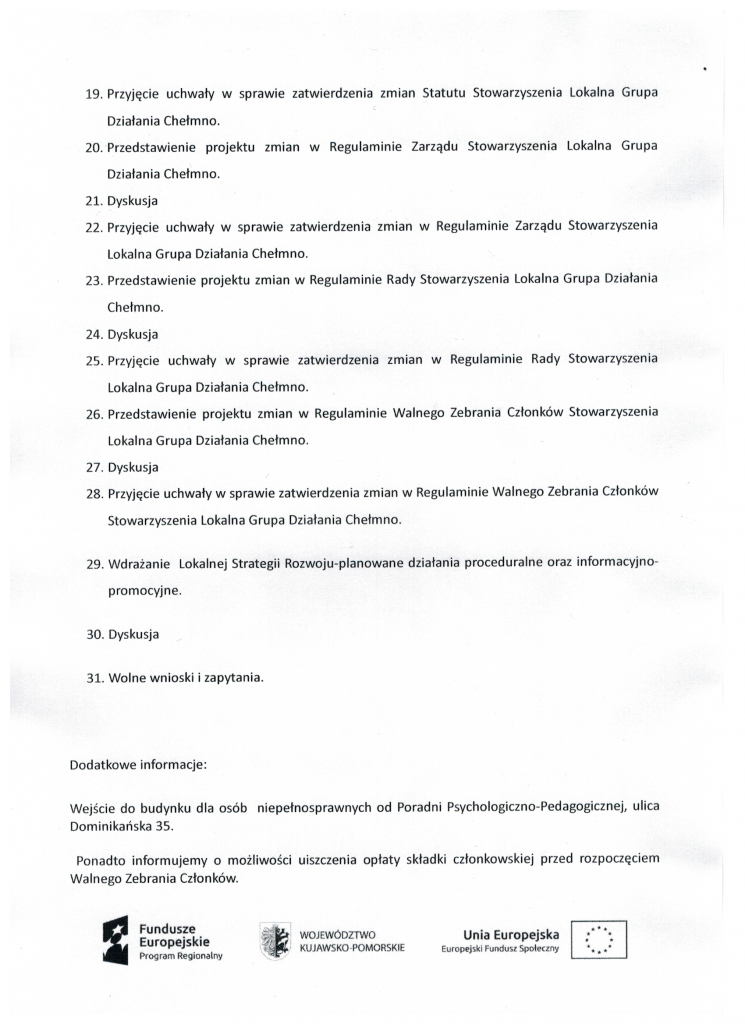 19. Przyjęcie uchwały w sprawie zatwierdzenia zmian Statutu Stowarzyszenia Lokalna Grupa
Działania Chełmno.
20. Przedstawienie projektu zmian w Regulaminie Zarządu Stowarzyszenia Lokalna Grupa
Działania Chełmno.
21. Dyskusja
22. Przyjęcie uchwały w sprawie zatwierdzenia zmian w Regulaminie Zarządu Stowarzyszenia
Lokalna Grupa Działania Chełmno.
23. Przedstawienie projektu zmian w Regulaminie Rady Stowarzyszenia Lokalna Grupa Działania
Chełmno.
24. Dyskusja
25. Przyjęcie uchwały w sprawie zatwierdzenia zmian w Regulaminie Rady Stowarzyszenia
Lokalna Grupa Działania Chełmno.
26. Przedstawienie projektu zmian w Regulaminie Walnego Zebrania Członków Stowarzyszenia
Lokalna Grupa Działania Chełmno.
27. Dyskusja
28. Przyjęcie uchwały w sprawie zatwierdzenia zmian w Regulaminie Walnego Zebrania Członków
Stowarzyszenia Lokalna Grupa Działania Chełmno.
29. Wdrażanie Lokalnej Strategii Rozwoju-planowane działania proceduralne oraz informacyjno-
promocyjne.
30. Dyskusja
31. Wolne wnioski i zapytania.
Dodatkowe informacje:
Wejście do budynku dla osób niepełnosprawnych od Poradni Psychologiczno-Pedagogicznej, ulica
Dominikańska 35.
Ponadto informujemy o możliwości uiszczenia opłaty składki członkowskiej przed rozpoczęciem
Walnego Zebrania Członków.
Fundusze
Europejskie
Program Regionalny
WOJEWÓDZTWO
KUJAWSKO-POMORSKIE
Unia Europejska
Europejski Fundusz Społeczny